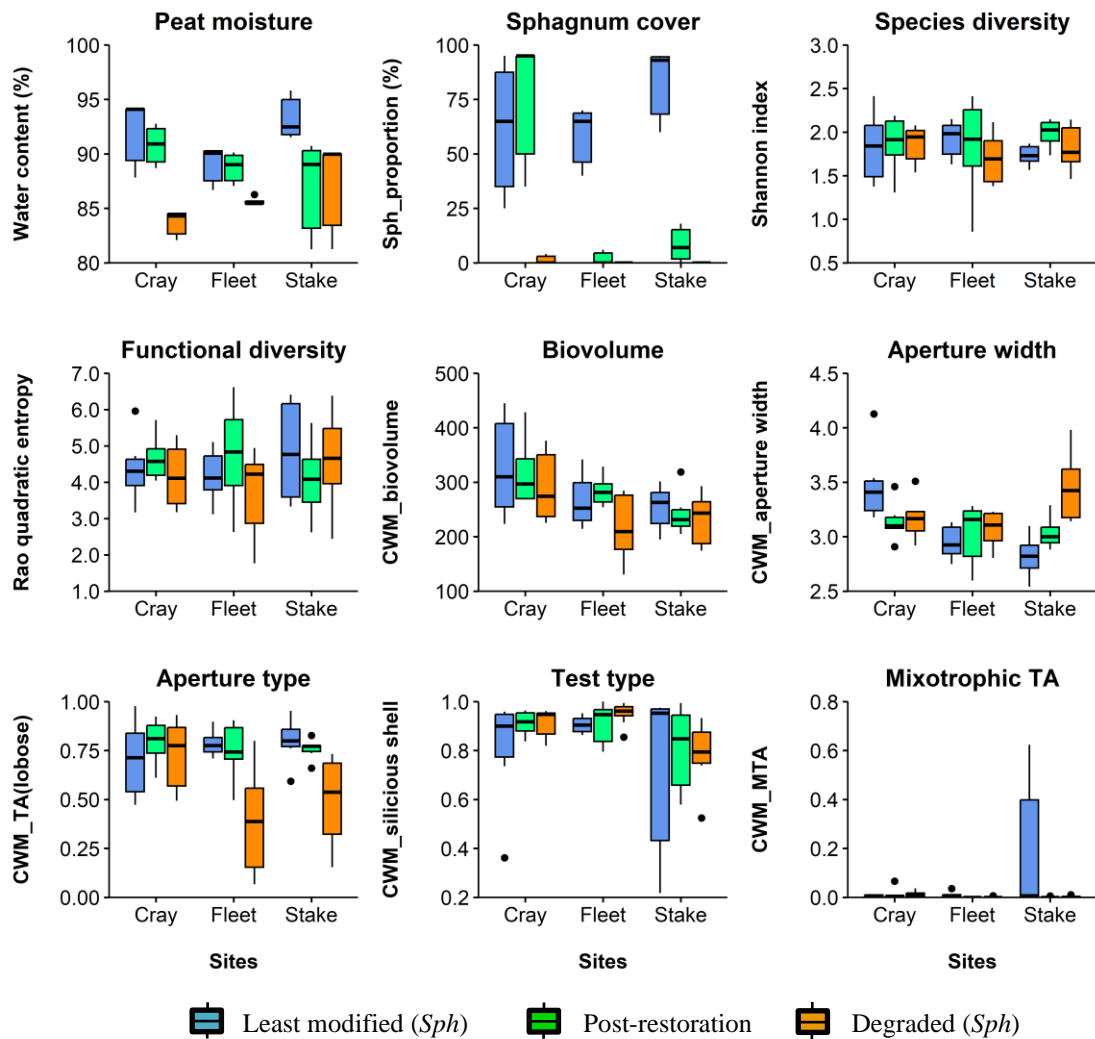 Peat moisture
Sphagnum cover
Species diversity
Water content (%)
100
95
90
85
80
Cray Fleet Stake
Sph_proportion (%)
100
75
50
25
0
Cray Fleet Stake
Shannon index
3.0
2.5
2.0
1.5
1.0
0.5
Cray Fleet Stake
Functional diversity
Biovolume
Aperture width
Rao quadratic entropy
7.0
6.0
5.0
4.0
3.0
2.0
1.0
Cray Fleet Stake
CWM_biovolume
500
400
300
200
100
Cray Fleet Stake
CWM_aperture width
4.5
4.0
3.5
3.0
2.5
Cray Fleet Stake
Aperture type
Test type
Mixotrophic TA
CWM_TA(lobose)
1.00
0.75
0.50
0.25
0.00
Cray Fleet Stake
Sites
CWM_silicious shell
1.0
0.8
0.6
0.4
0.2
Cray Fleet Stake
Sites
CWM_MTA
0.8
0.6
0.4
0.2
0.0
Cray Fleet Stake
Sites
Least modified (Sph)
Post-restoration
Degraded (Sph)